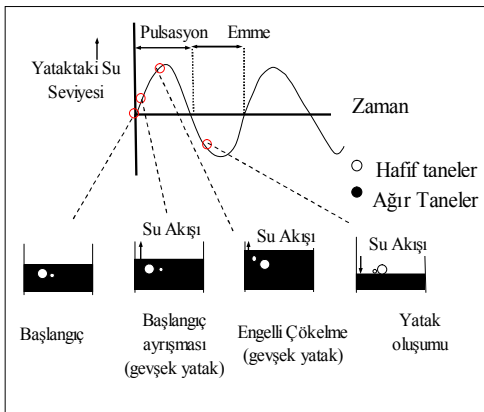 Pulsasyon
Emme
Yataktaki Su
Seviyesi
Zaman
Hafif taneler
Ağır Taneler
Su Akışı
Su Akışı
Su Akışı
Başlangıç
Başlangıç
ayrışması
(gevşek yatak)
Engelli Çökelme
(gevşek yatak)
Yatak
oluşumu